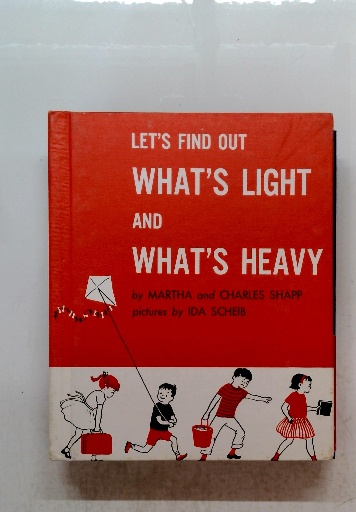 LET'S FIND OUT
WHAT'S LIGHT
AND
WHAT'S HEAVY
by MARTHA and CHARLES SHAPP
pictures by IDA SCHEIB